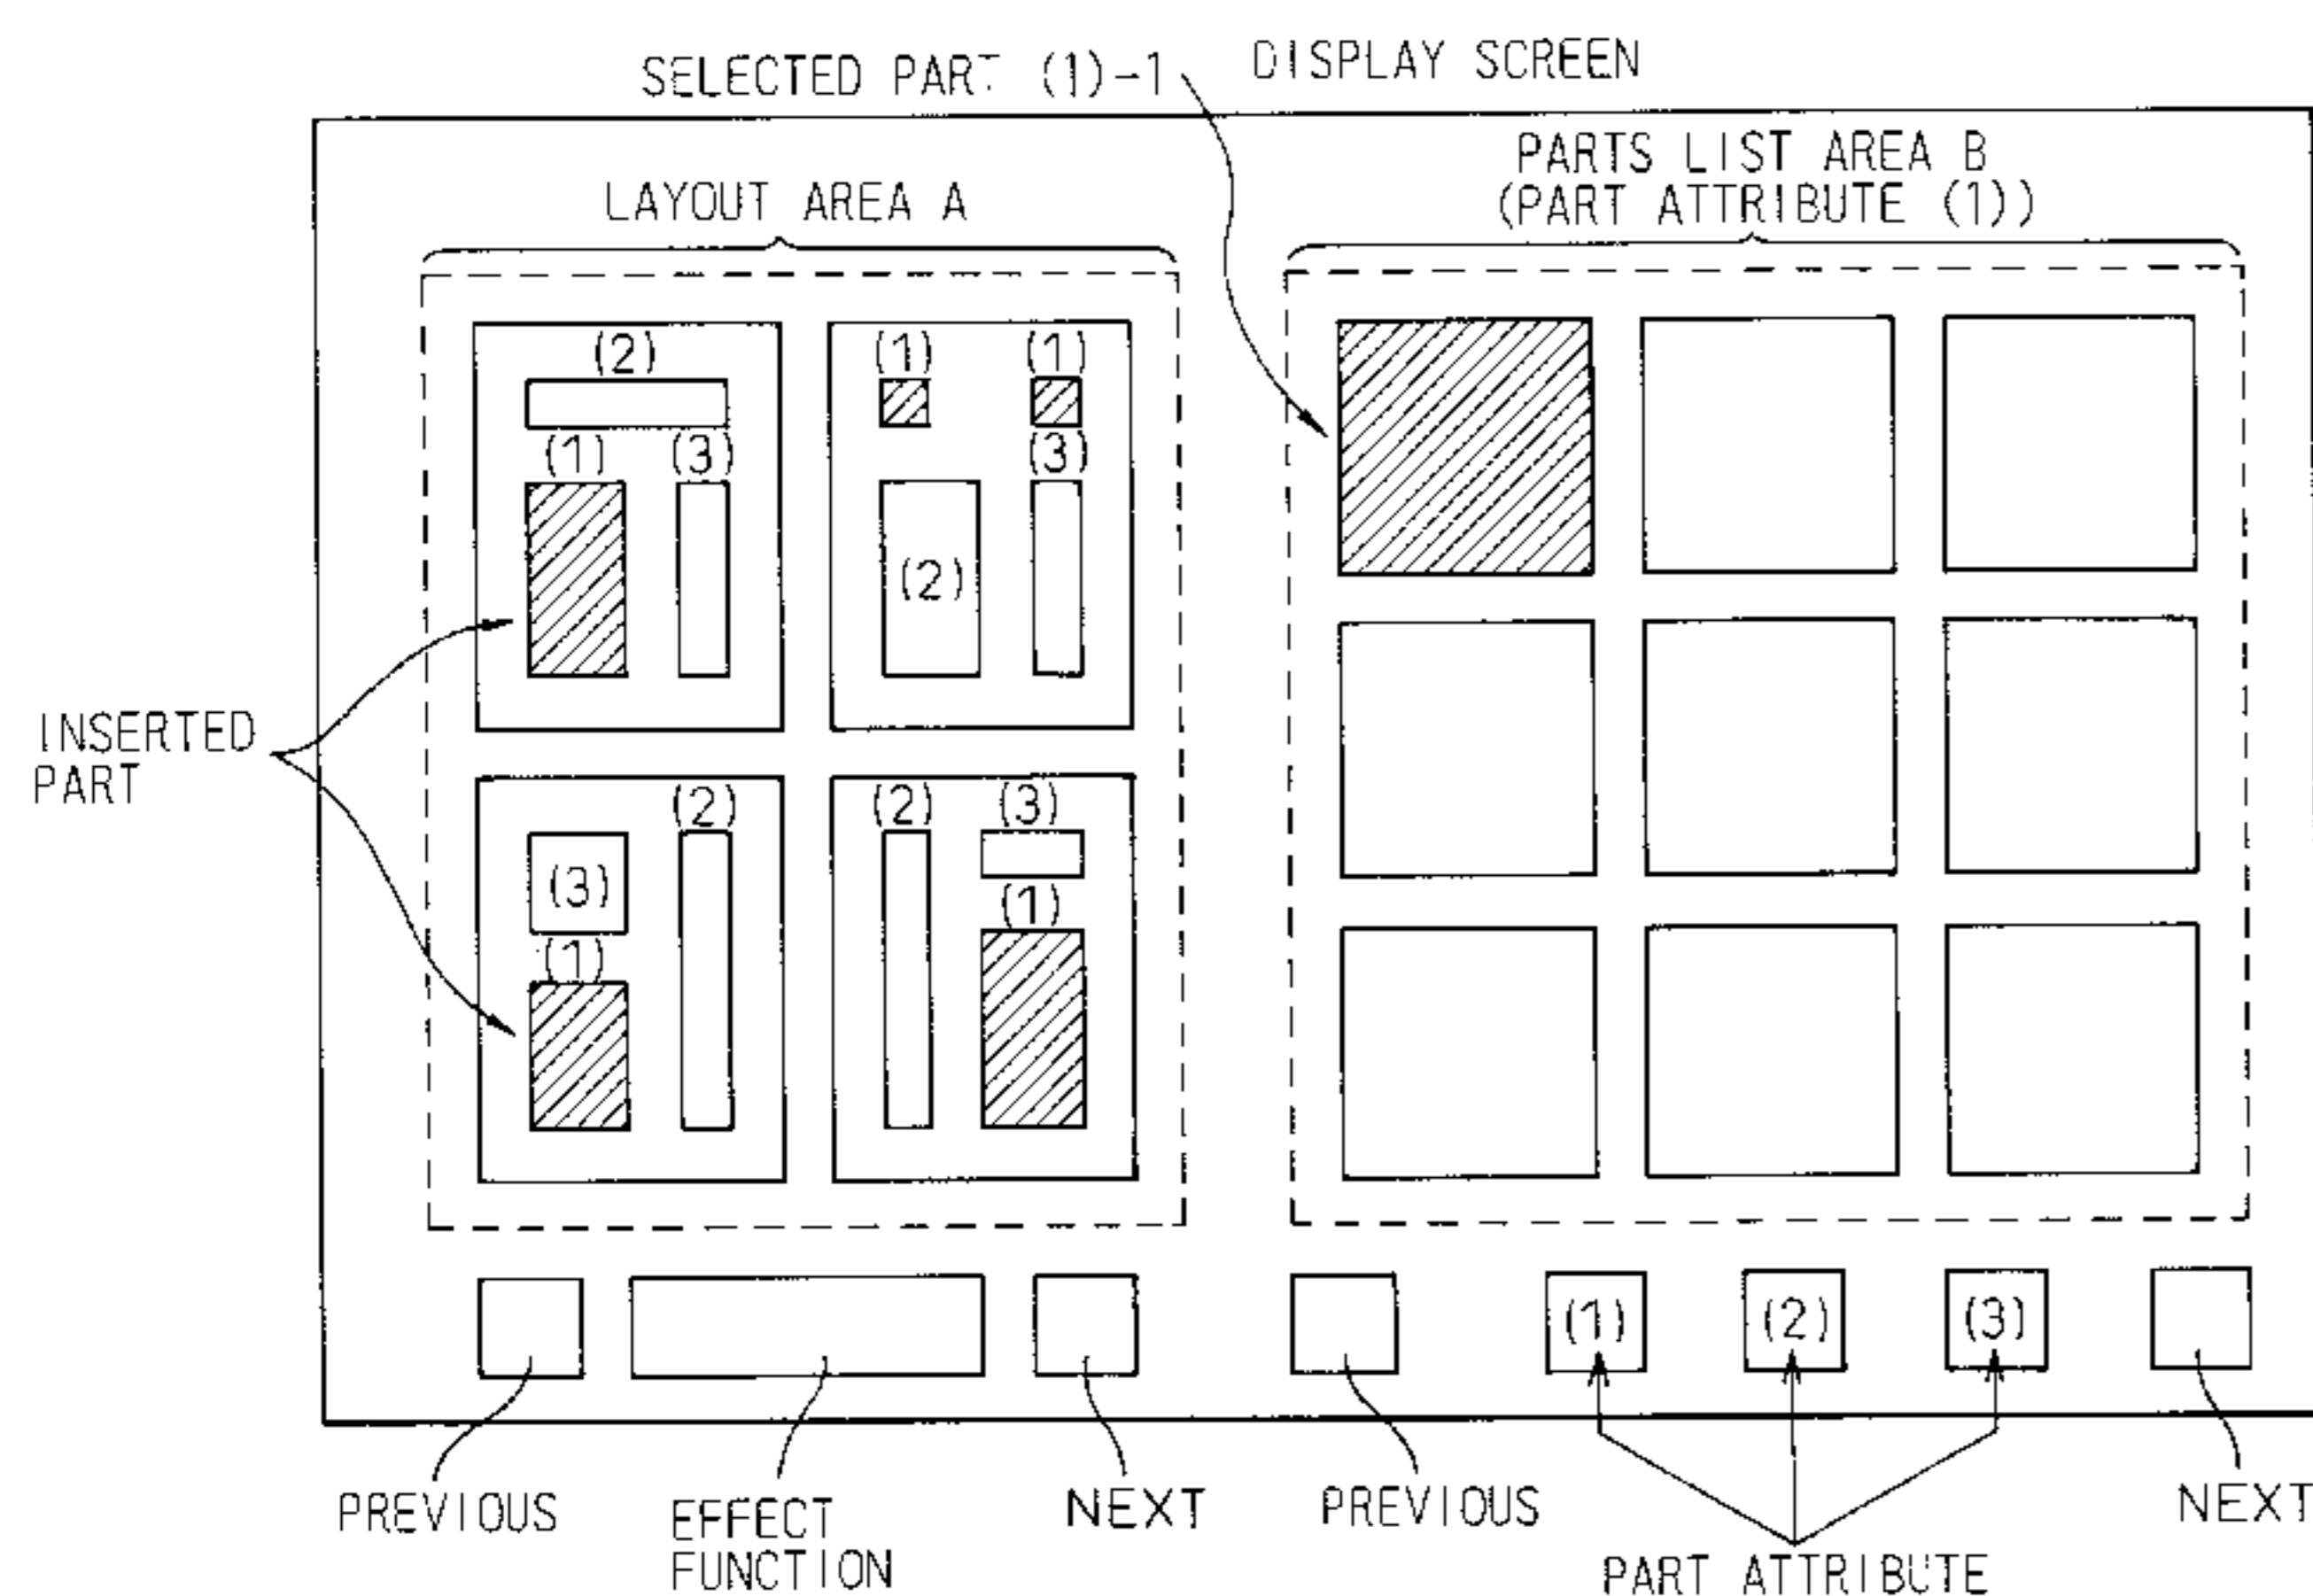 SELECTED PART (1)-1
DISPLAY SCREEN
LAYOUT AREA A
PARTS LIST AREA B
(PART ATTRIBUTE (1))
(2)
(1)
(3)
(1)
(1)
(3)
(2)
INSERTED
PART
(2)
(3)
(1)
(2)
(3)
(1)
(1)
(2)
(3)
PREVIOUS
EFFECT
FUNCTION
NEXT
PREVIOUS
PART ATTRIBUTE
NEXT